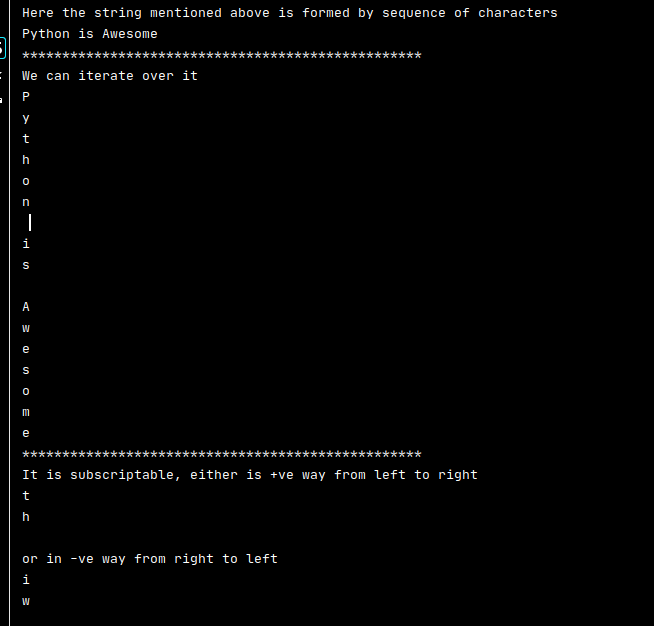 Here the string mentioned above is formed by sequence of characters
Python is Awesome
**************************************************
We can iterate over it
P
y
t
h
o
n
i
s
A
w
e
s
o
m
e
**************************************************
It is subscriptable, either is +ve way from left to right
t
h
or in -ve way from right to left
i
w